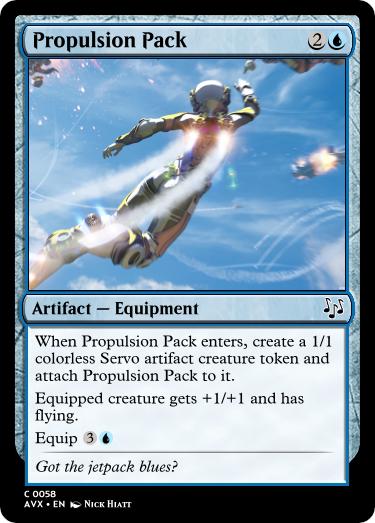 Propulsion Pack 2
Artifact — Equipment
When Propulsion Pack enters, create a 1/1
colorless Servo artifact creature token and
attach Propulsion Pack to it.
Equipped creature gets +1/+1 and has
flying.
Equip 3
Got the jetpack blues?
C 0058
AVX • EN Nick Hiatt